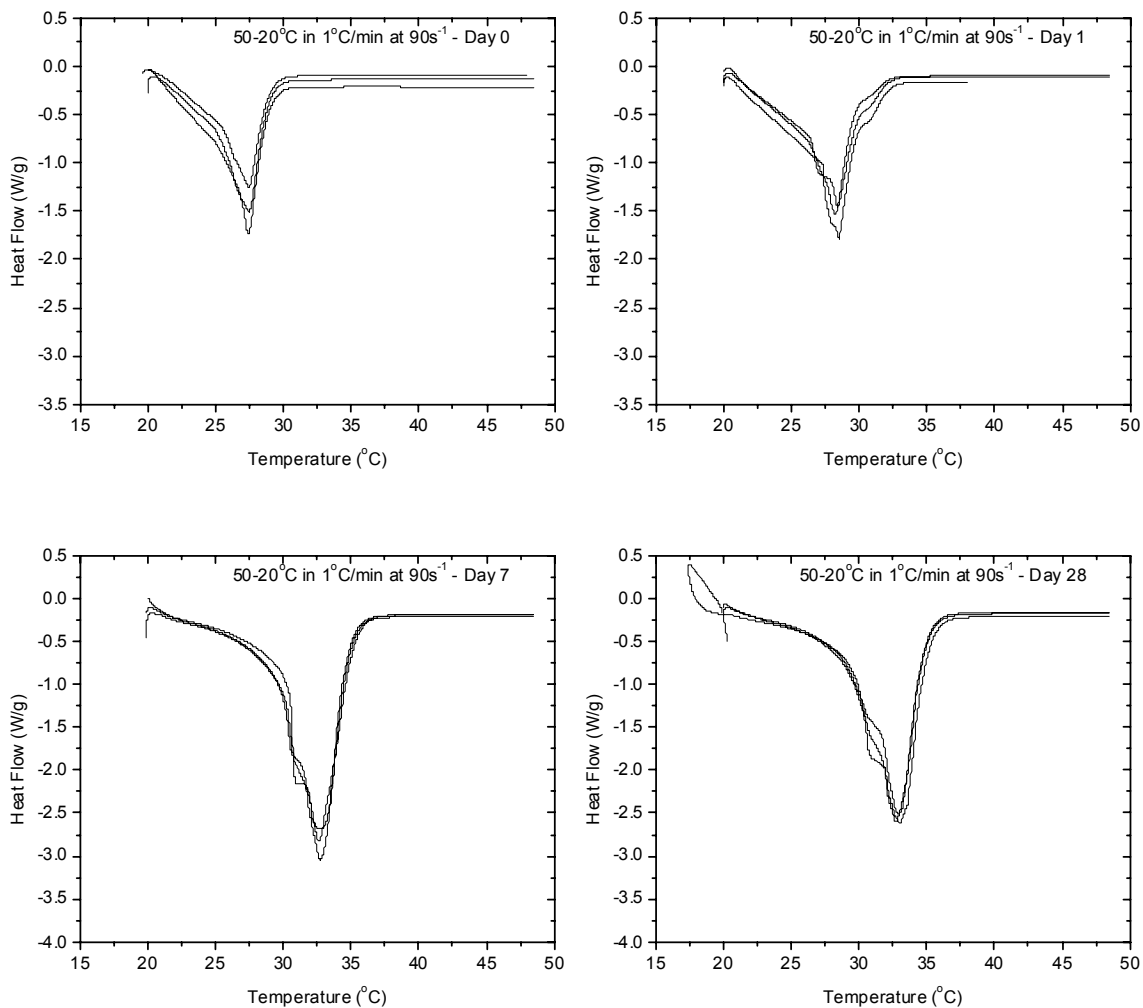 50-20°C in 1°C/min at 90s⁻¹ - Day 0
0.5
0.0
-0.5
-1.0
-1.5
-2.0
-2.5
-3.0
-3.5
Heat Flow (W/g)
15 20 25 30 35 40 45 50
Temperature (°C)
50-20°C in 1°C/min at 90s⁻¹ - Day 1
0.5
0.0
-0.5
-1.0
-1.5
-2.0
-2.5
-3.0
-3.5
Heat Flow (W/g)
15 20 25 30 35 40 45 50
Temperature (°C)
50-20°C in 1°C/min at 90s⁻¹ - Day 7
0.5
0.0
-0.5
-1.0
-1.5
-2.0
-2.5
-3.0
-3.5
-4.0
Heat Flow (W/g)
15 20 25 30 35 40 45 50
Temperature (°C)
50-20°C in 1°C/min at 90s⁻¹ - Day 28
0.5
0.0
-0.5
-1.0
-1.5
-2.0
-2.5
-3.0
-3.5
-4.0
Heat Flow (W/g)
15 20 25 30 35 40 45 50
Temperature (°C)